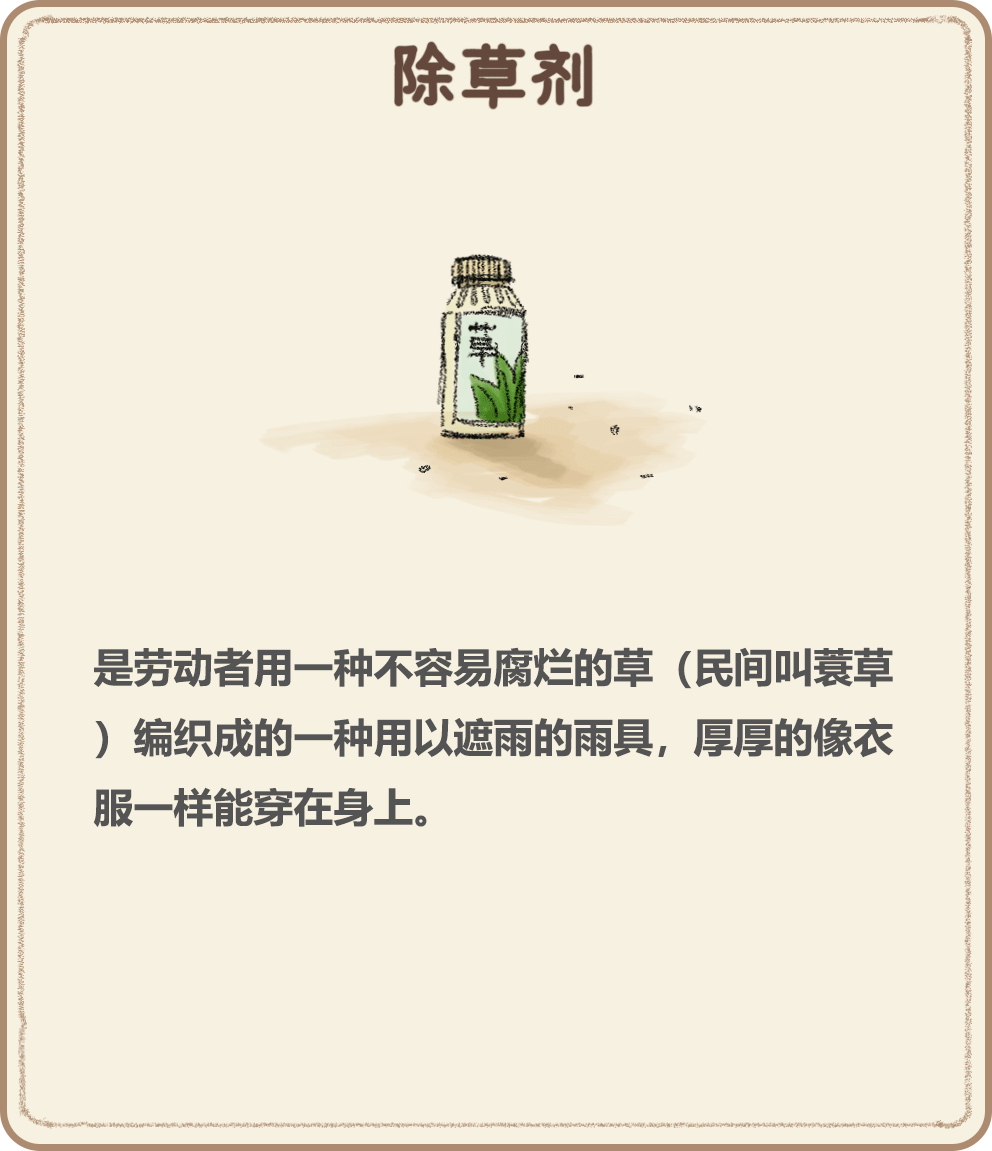 除草剂
草
是劳动者用一种不容易腐烂的草（民间叫蓑草
）编织成的一种用以遮雨的雨具，厚厚的像衣
服一样能穿在身上。